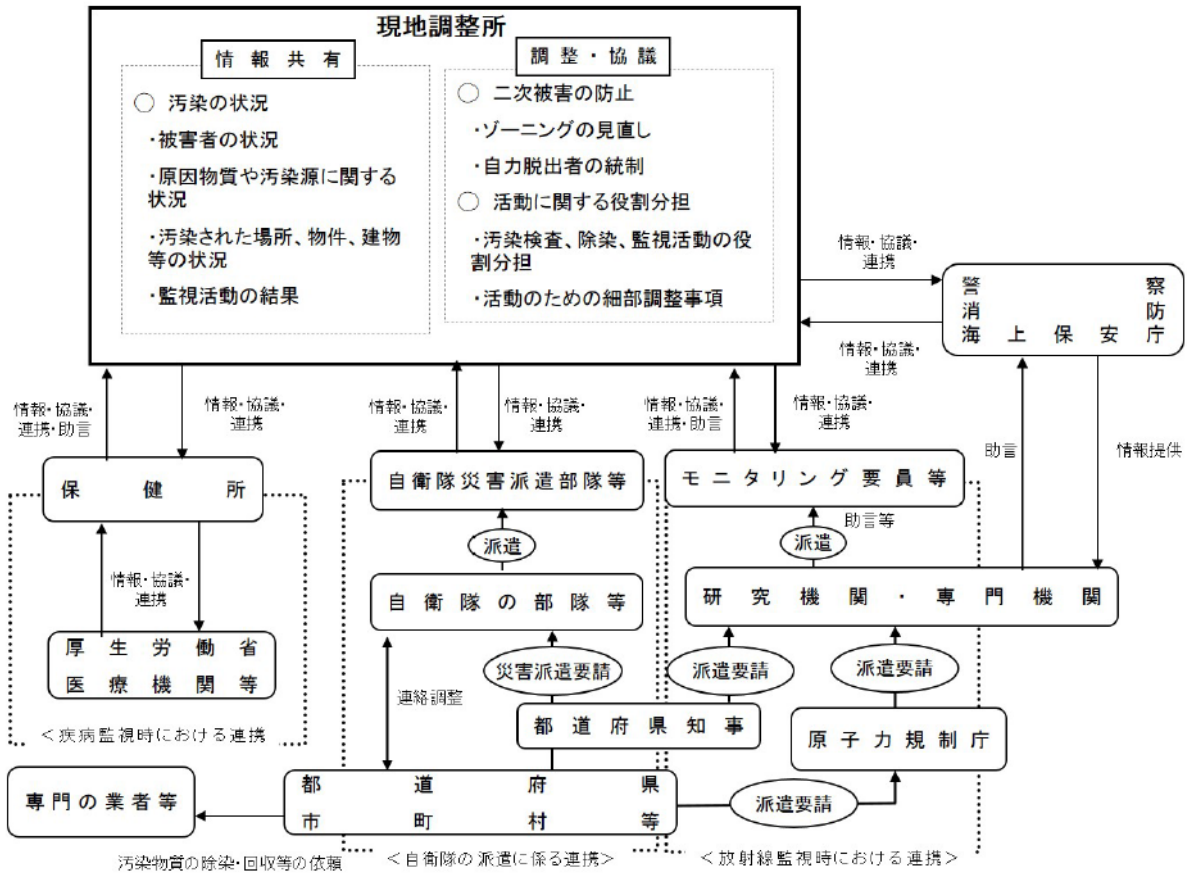 現地調整所
情報共有
○ 汚染の状況
・被害者の状況
・原因物質や汚染源に関する
状況
・汚染された場所、物件、建物
等の状況
・監視活動の結果
調整・協議
○ 二次被害の防止
・ゾーニングの見直し
・自力脱出者の統制
○ 活動に関する役割分担
・汚染検査、除染、監視活動の役
割分担
・活動のための細部調整事項
情報・協議・
連携
警察
消防
海上保安庁
情報・協議・
連携
情報・協議・
連携・助言
情報・協議・
連携
情報・協議・
連携
情報・協議・
連携
情報・協議・
連携・助言
情報・協議・
連携
助言
情報提供
保健所
自衛隊災害派遣部隊等
モニタリング要員等
助言等
派遣
派遣
情報・協議・
連携
自衛隊の部隊等
研究機関・専門機関
厚生労働省
医療機関等
災害派遣要請
派遣要請
派遣要請
連絡調整
都道府県知事
原子力規制庁
<疾病監視時における連携
専門の業者等
都道府県
市町村等
派遣要請
汚染物質の除染・回収等の依頼
<自衛隊の派遣に係る連携>
<放射線監視時における連携>